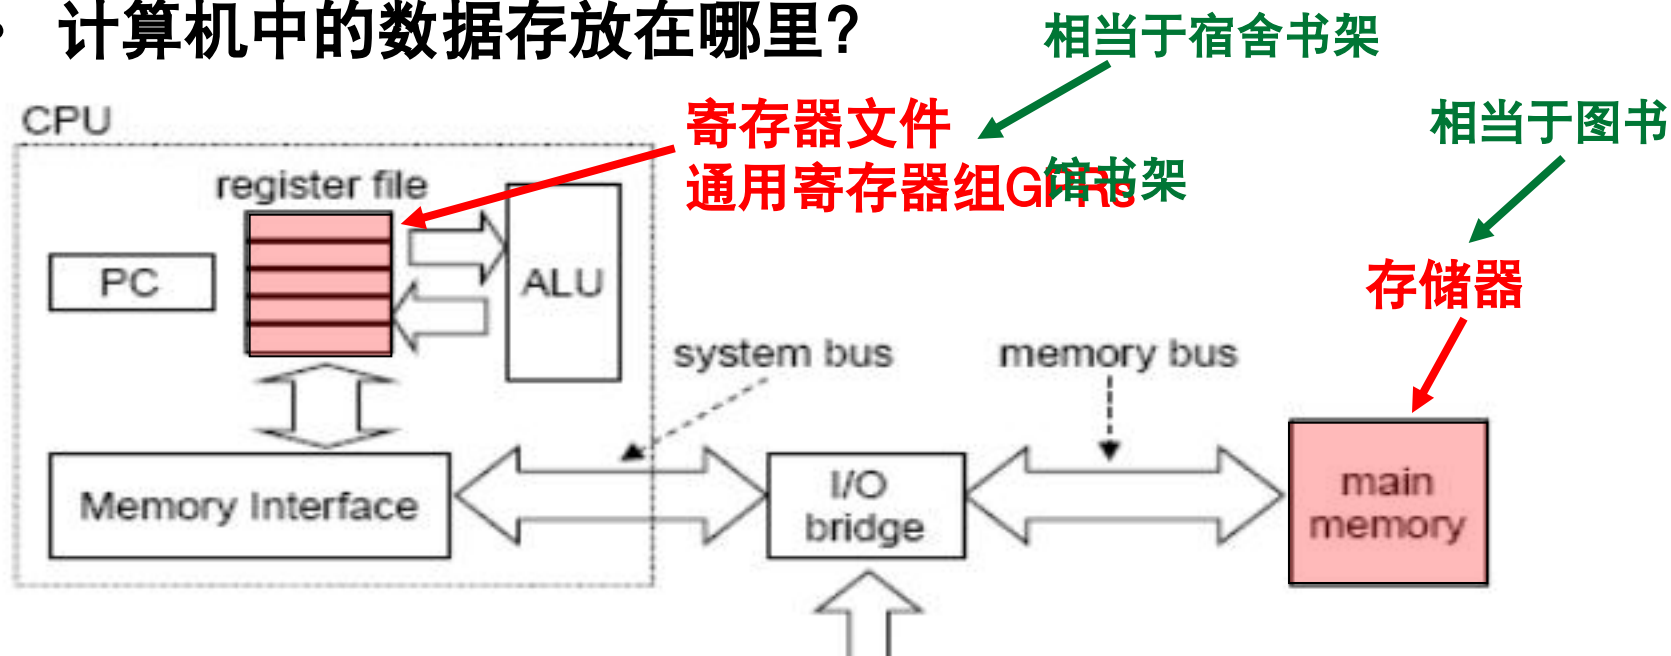 • 计算机中的数据存放在哪里？
相当于宿舍书架
CPU
寄存器文件
相当于图书
馆书架
register file
通用寄存器组GPRs
PC
ALU
存储器
system bus
memory bus
Memory Interface
I/O
bridge
main
memory